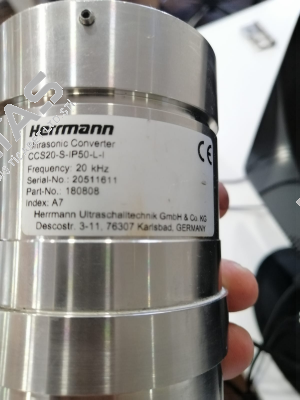 Herrmann
Ultrasonic Converter
CCS20-S-IP50-L-I
Frequency: 20 kHz
Serial-No.: 20511611
Part-No.: 180808
Index: A7
Herrmann Ultraschalltechnik GmbH & Co. KG
Descostr. 3-11, 76307 Karlsbad, GERMANY
CE